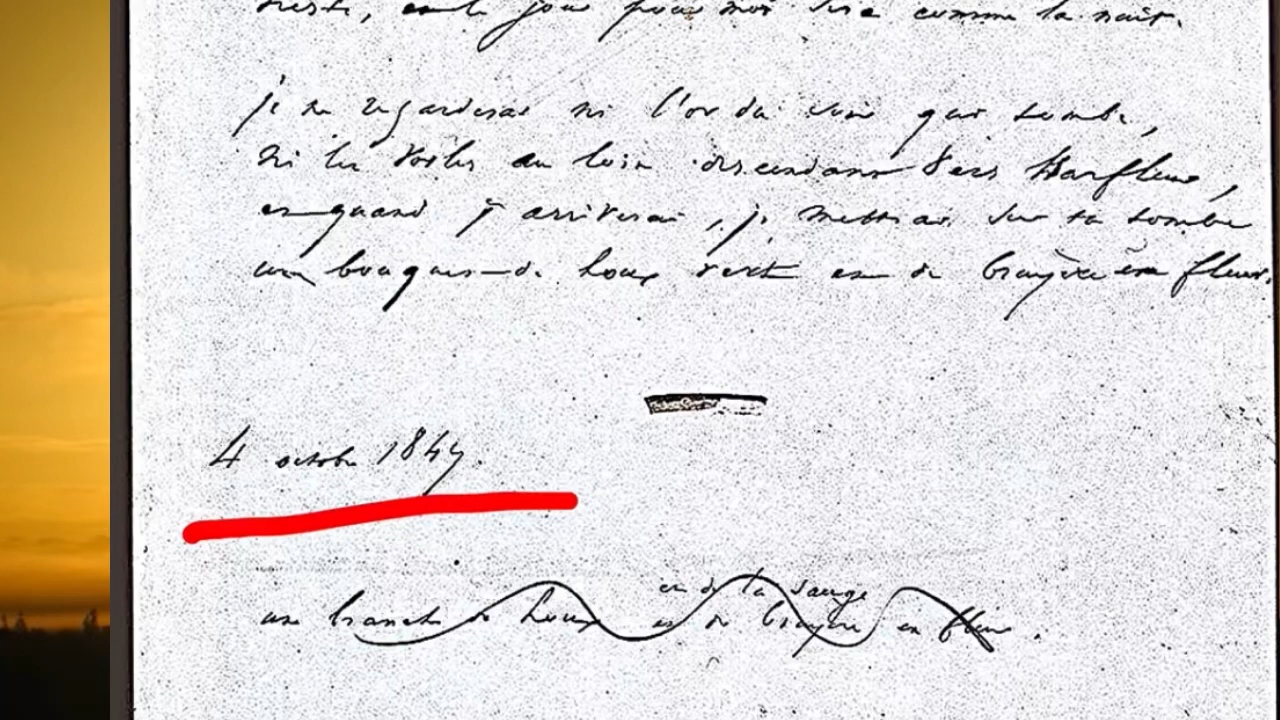 Triste, et le jour pour moi sera comme la nuit.
je ne regarderai ni l'or du soir qui tombe,
ni les voiles au loin descendant vers Harfleur,
et quand j'arriverai, je mettrai sur ta tombe
un bouquet de houx vert et de bruyère en fleur.
4 octobre 1847.
et de la sauge
une branche de houx et de bruyère en fleur.